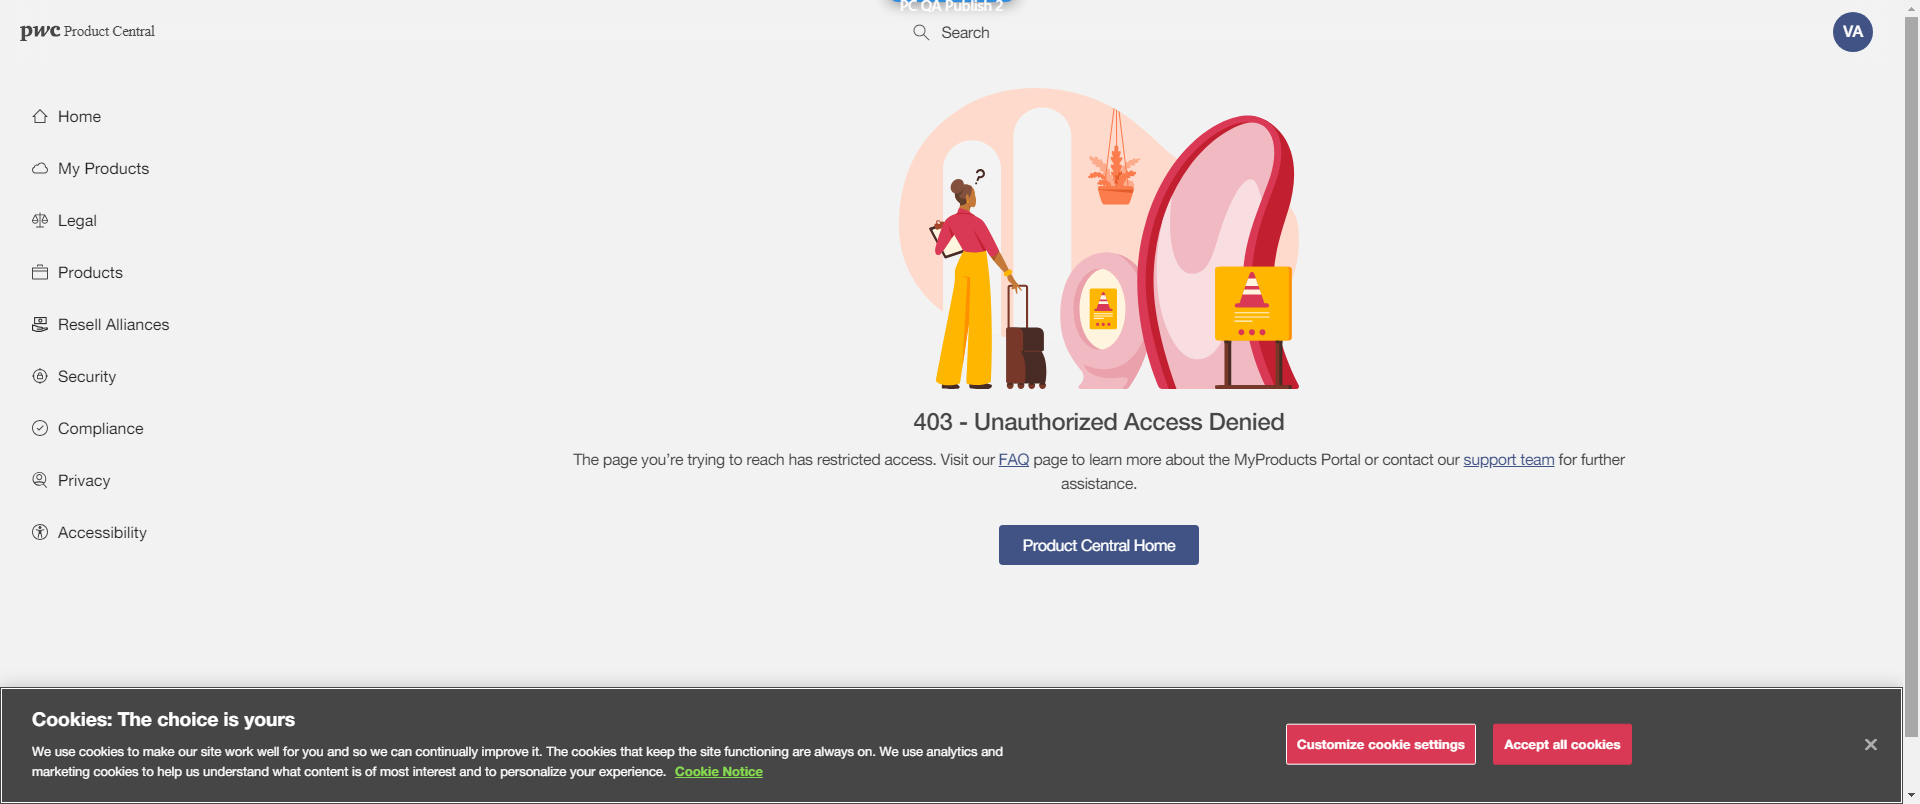 PC QA Publish 2
pwc Product Central
Search
VA
Home
My Products
Legal
Products
Resell Alliances
Security
Compliance
Privacy
Accessibility
?
403 - Unauthorized Access Denied
The page you’re trying to reach has restricted access. Visit our FAQ page to learn more about the MyProducts Portal or contact our support team for further
assistance.
Product Central Home
Cookies: The choice is yours
We use cookies to make our site work well for you and so we can continually improve it. The cookies that keep the site functioning are always on. We use analytics and
marketing cookies to help us understand what content is of most interest and to personalize your experience. Cookie Notice
Customize cookie settings
Accept all cookies